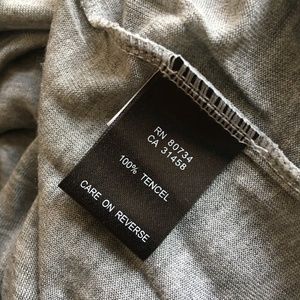 RN 80734
CA 31458
100% TENCEL
CARE ON REVERSE